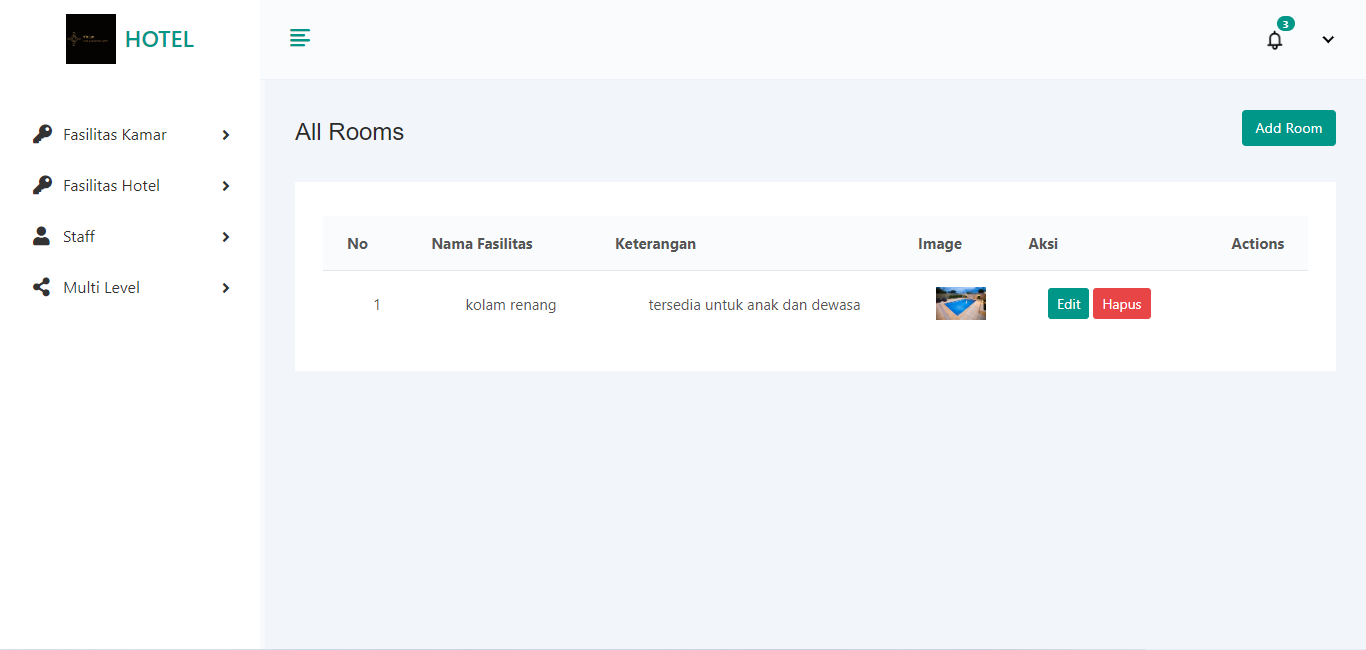 HOTEL
3
Fasilitas Kamar
Fasilitas Hotel
Staff
Multi Level
All Rooms
Add Room
No Nama Fasilitas Keterangan Image Aksi Actions
1 kolam renang tersedia untuk anak dan dewasa Edit Hapus